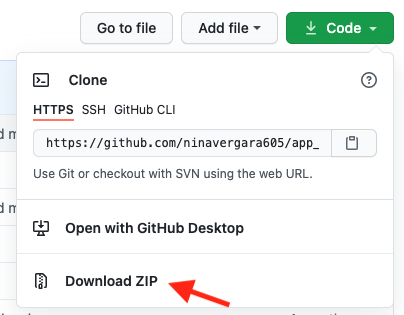 Go to file Add file Code
Clone
HTTPS SSH GitHub CLI
https://github.com/ninavergara605/app_
Use Git or checkout with SVN using the web URL.
Open with GitHub Desktop
Download ZIP